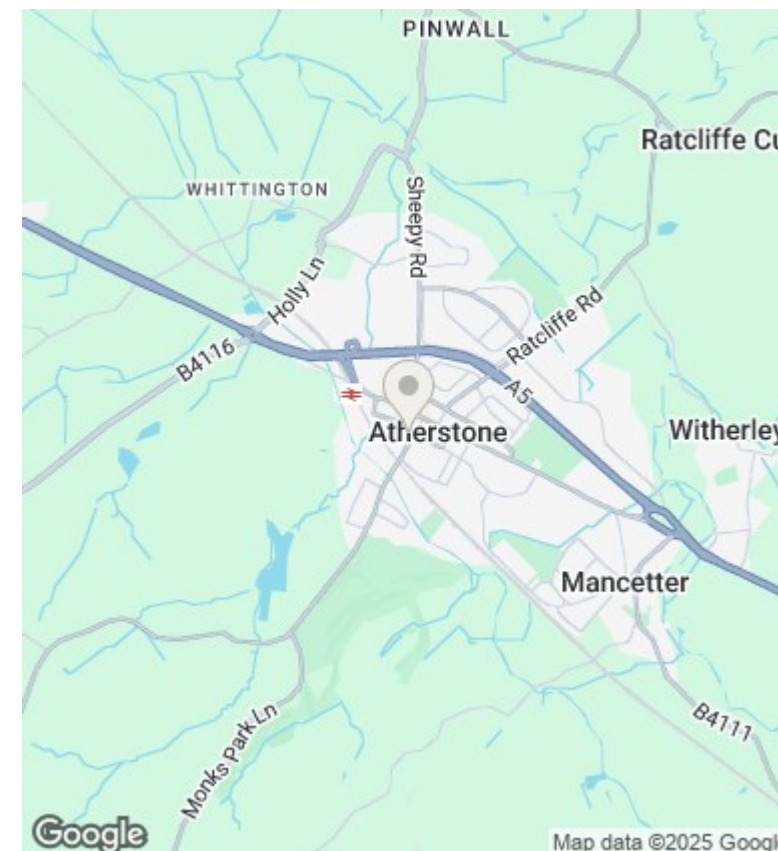 PINWALL
Ratcliffe Cu
WHITTINGTON
Sheepy Rd
Holly Ln
Ratcliffe Rd
B4116
A5
Atherstone
Witherley
Mancetter
B4111
Monks Park Ln
Google
Map data ©2025 Google